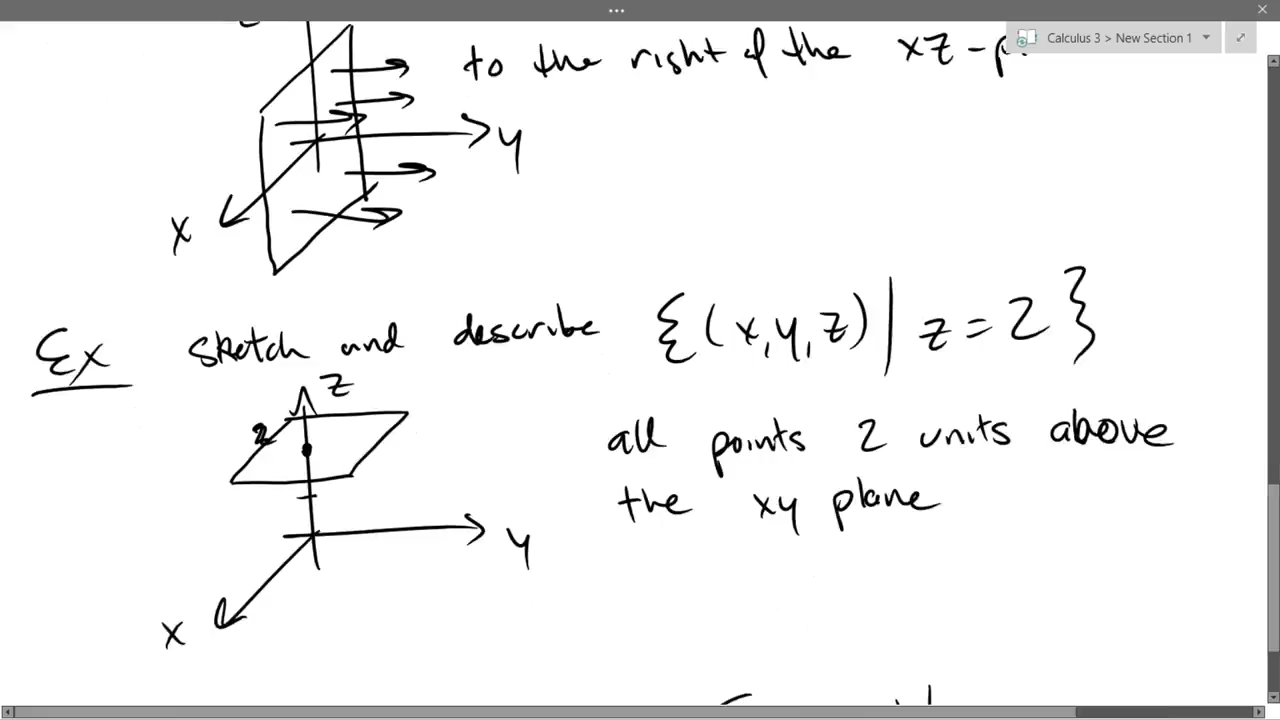 Calculus 3 > New Section 1
to the right of the xz-p
y
x
Ex sketch and describe {(x,y,z)| z=2}
z
2
all points 2 units above
the xy plane
y
x